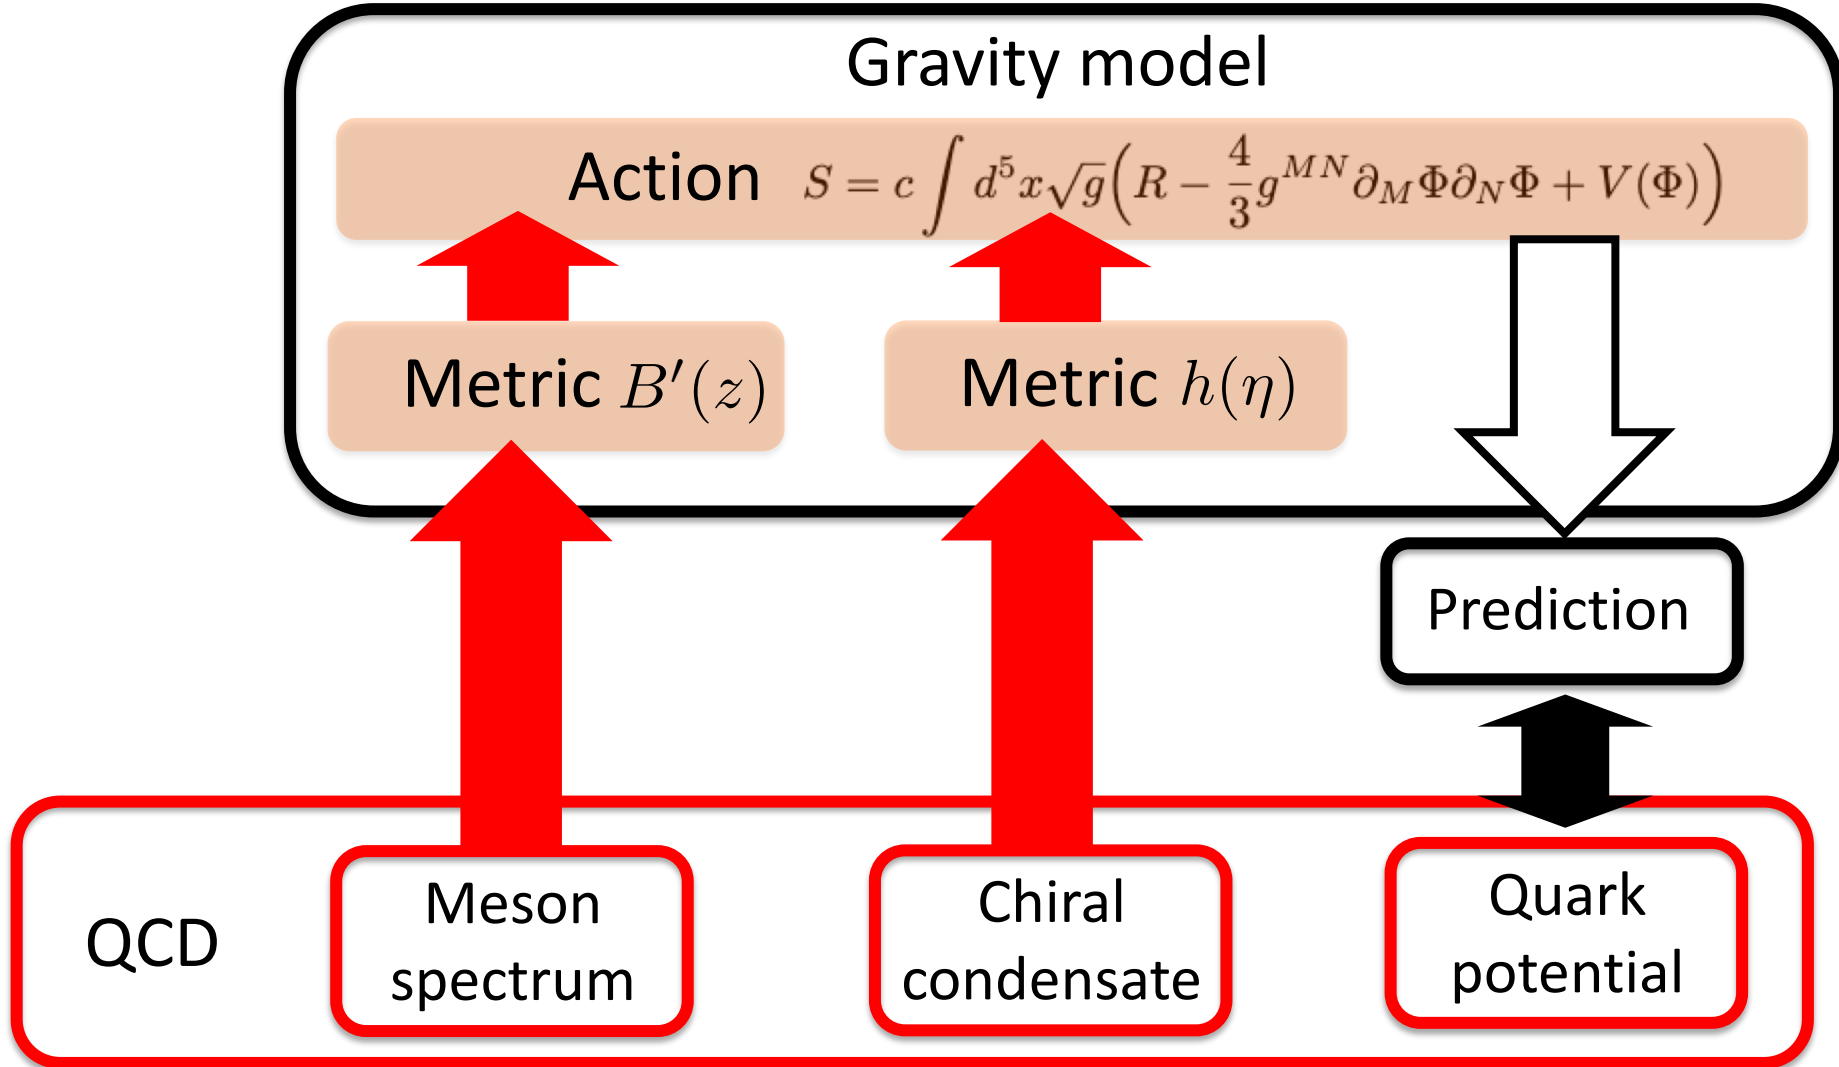 Gravity model
Action $S = c \int d^5x \sqrt{g} \Big( R - \frac{4}{3} g^{MN} \partial_M \Phi \partial_N \Phi + V(\Phi) \Big)$
Metric $B'(z)$
Metric $h(\eta)$
Prediction
QCD
Meson
spectrum
Chiral
condensate
Quark
potential